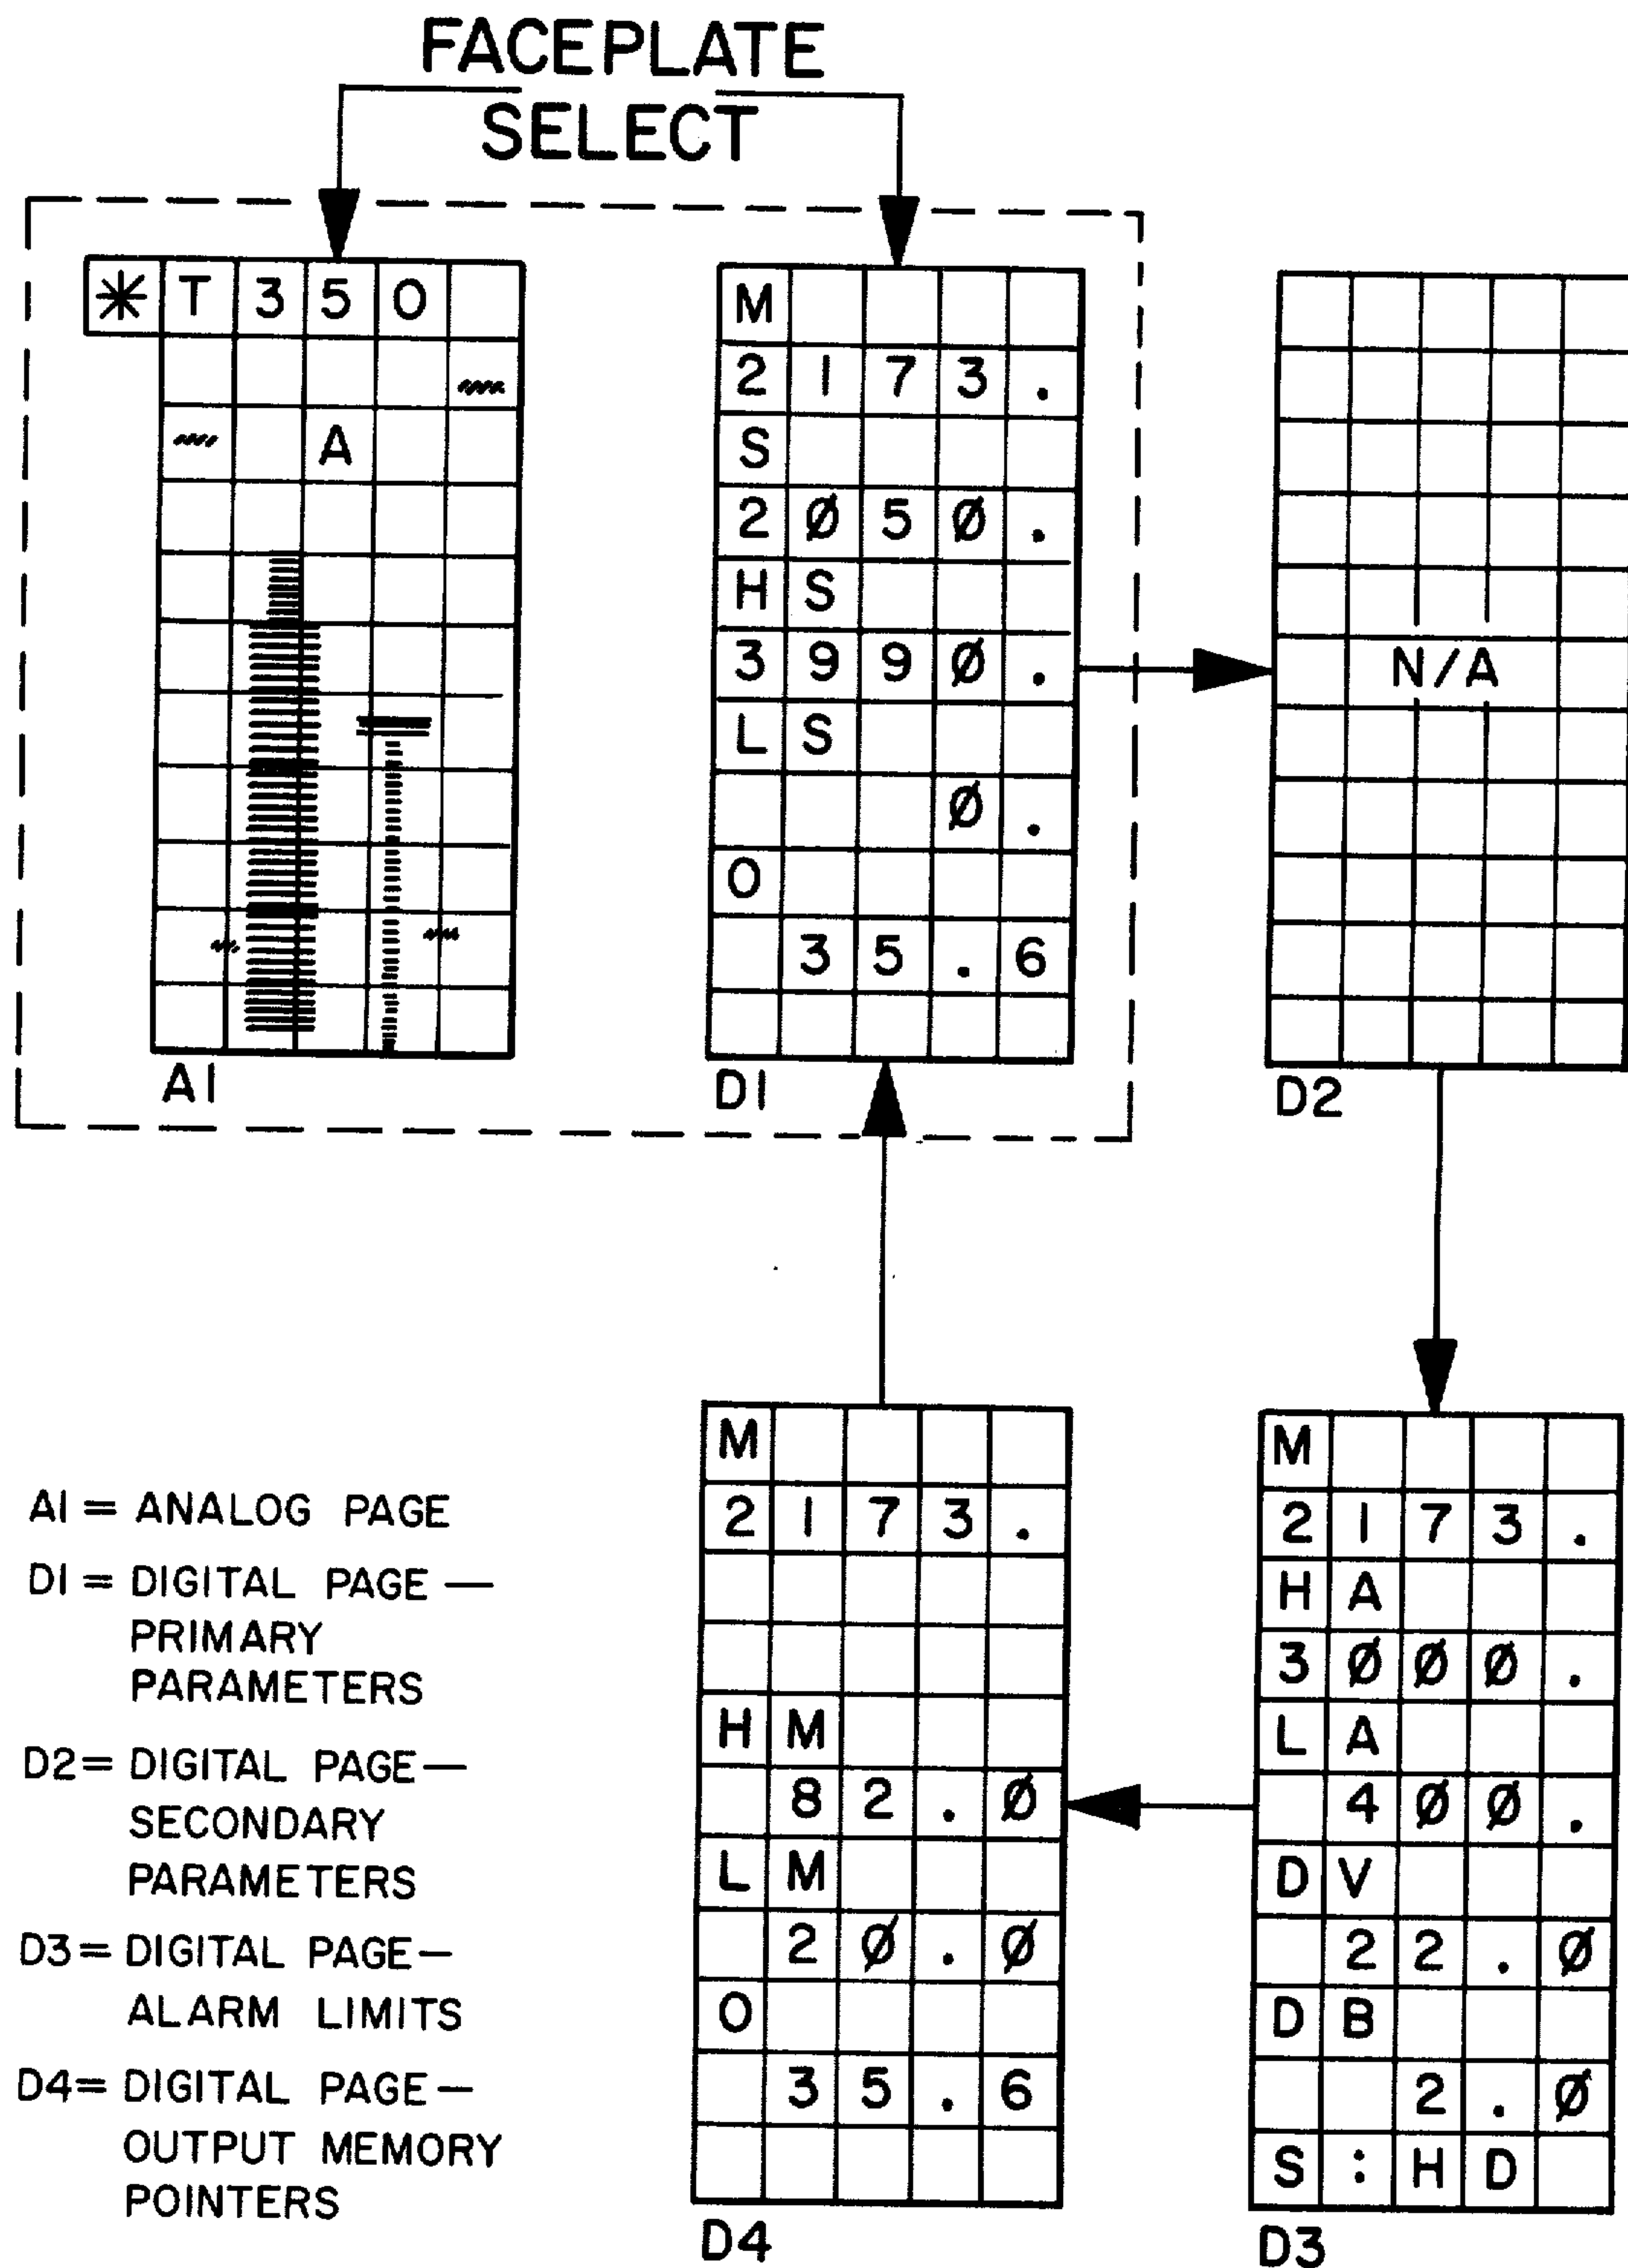 FACEPLATE
SELECT
* T 3 5 0
A
A1
M
2 1 7 3 .
S
2 Ø 5 Ø .
H S
3 9 9 Ø .
L S
Ø .
O
3 5 . 6
D1
N/A
D2
M
2 1 7 3 .
H M
8 2 . Ø
L M
2 Ø . Ø
O
3 5 . 6
D4
M
2 1 7 3 .
H A
3 Ø Ø Ø .
L A
4 Ø Ø .
D V
2 2 . Ø
D B
2 . Ø
S : H D
D3
A1 = ANALOG PAGE
D1 = DIGITAL PAGE —
PRIMARY
PARAMETERS
D2 = DIGITAL PAGE —
SECONDARY
PARAMETERS
D3 = DIGITAL PAGE —
ALARM LIMITS
D4 = DIGITAL PAGE —
OUTPUT MEMORY
POINTERS